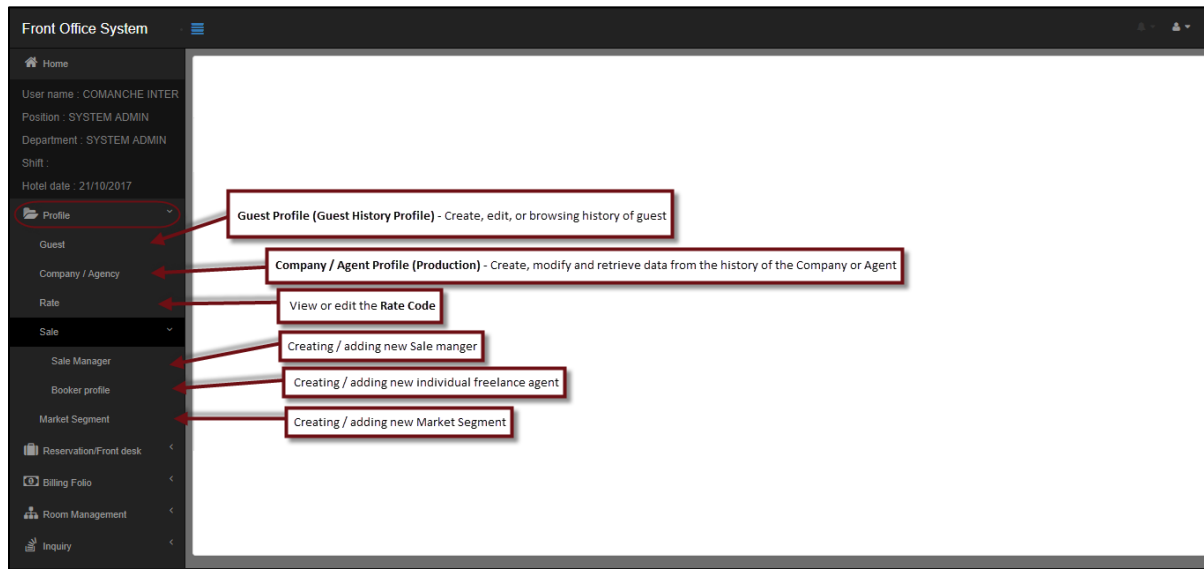 Front Office System
Home
User name : COMANCHE INTER
Position : SYSTEM ADMIN
Department : SYSTEM ADMIN
Shift :
Hotel date : 21/10/2017
Profile
Guest Profile (Guest History Profile) - Create, edit, or browsing history of guest
Guest
Company / Agent Profile (Production) - Create, modify and retrieve data from the history of the Company or Agent
Company / Agency
Rate
View or edit the Rate Code
Sale
Creating / adding new Sale manger
Sale Manager
Creating / adding new individual freelance agent
Booker profile
Market Segment
Creating / adding new Market Segment
Reservation/Front desk
Billing Folio
Room Management
Inquiry